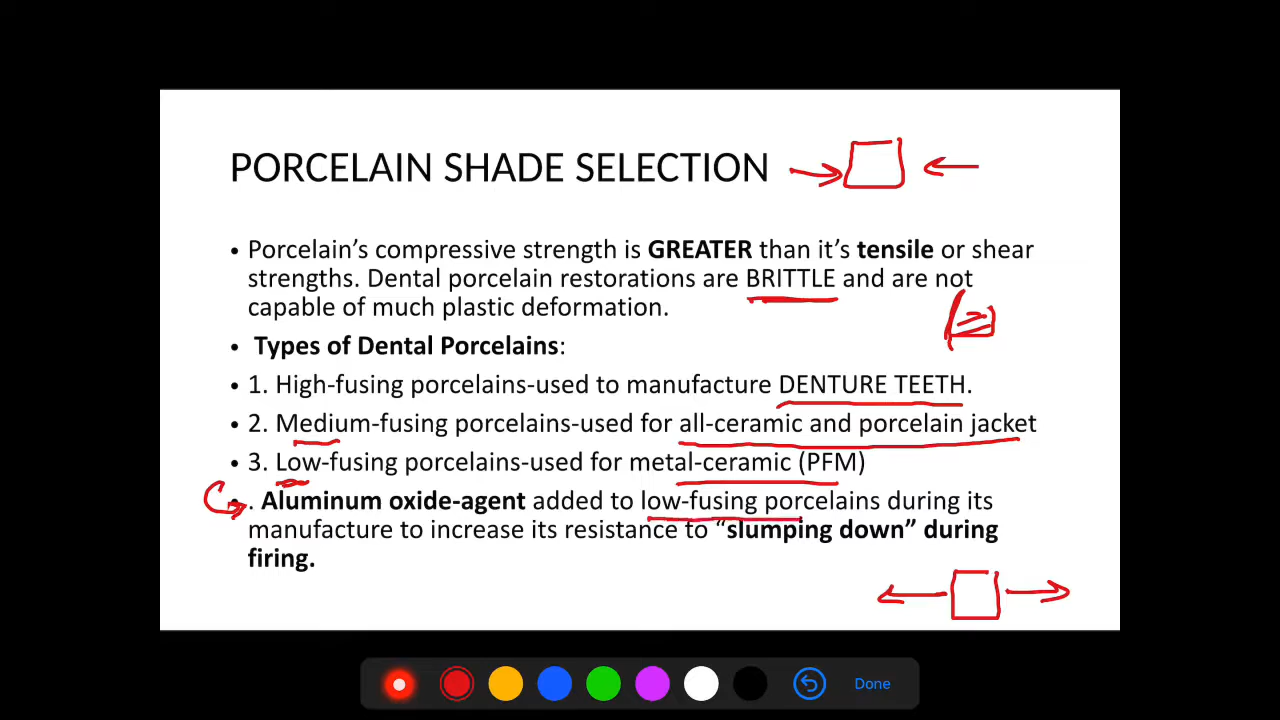 PORCELAIN SHADE SELECTION
• Porcelain’s compressive strength is GREATER than it’s tensile or shear
strengths. Dental porcelain restorations are BRITTLE and are not
capable of much plastic deformation.
• Types of Dental Porcelains:
• 1. High-fusing porcelains-used to manufacture DENTURE TEETH.
• 2. Medium-fusing porcelains-used for all-ceramic and porcelain jacket
• 3. Low-fusing porcelains-used for metal-ceramic (PFM)
• . Aluminum oxide-agent added to low-fusing porcelains during its
manufacture to increase its resistance to “slumping down” during
firing.
Done